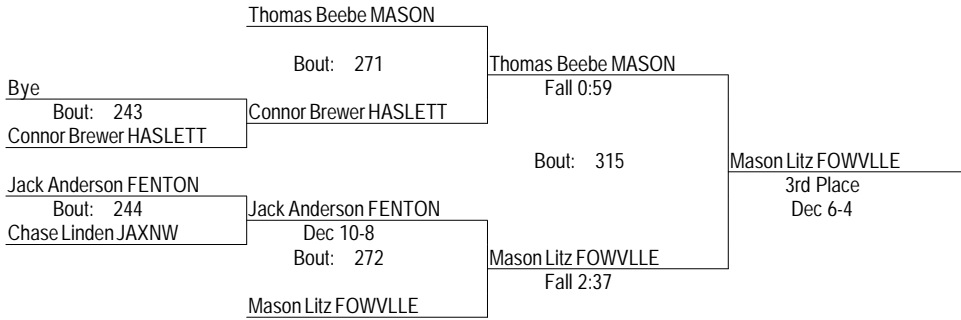 Thomas Beebe MASON
Bout: 271
Thomas Beebe MASON
Bye
Fall 0:59
Bout: 243
Connor Brewer HASLETT
Connor Brewer HASLETT
Bout: 315
Mason Litz FOWVLLE
Jack Anderson FENTON
3rd Place
Bout: 244
Jack Anderson FENTON
Dec 6-4
Chase Linden JAXNW
Dec 10-8
Bout: 272
Mason Litz FOWVLLE
Fall 2:37
Mason Litz FOWVLLE